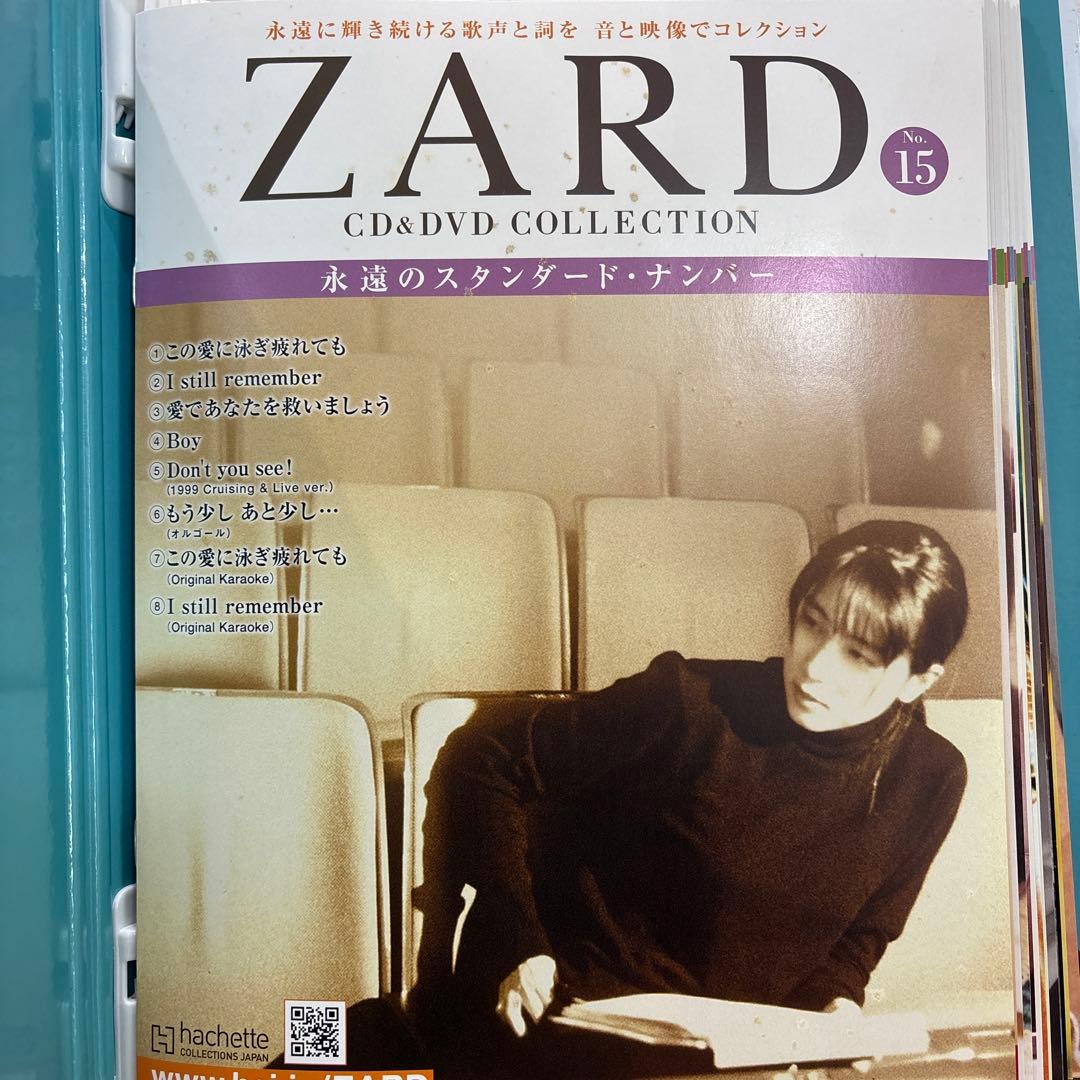 永遠に輝き続ける歌声と詞を 音と映像でコレクション
ZARD
No.
15
CD&DVD COLLECTION
永遠のスタンダード・ナンバー
①この愛に泳ぎ疲れても
②I still remember
③愛であなたを救いましょう
④Boy
⑤Don't you see!
(1999 Cruising & Live ver.)
⑥もう少し あと少し…
(オルゴール)
⑦この愛に泳ぎ疲れても
(Original Karaoke)
⑧I still remember
(Original Karaoke)
hachette
COLLECTIONS JAPAN